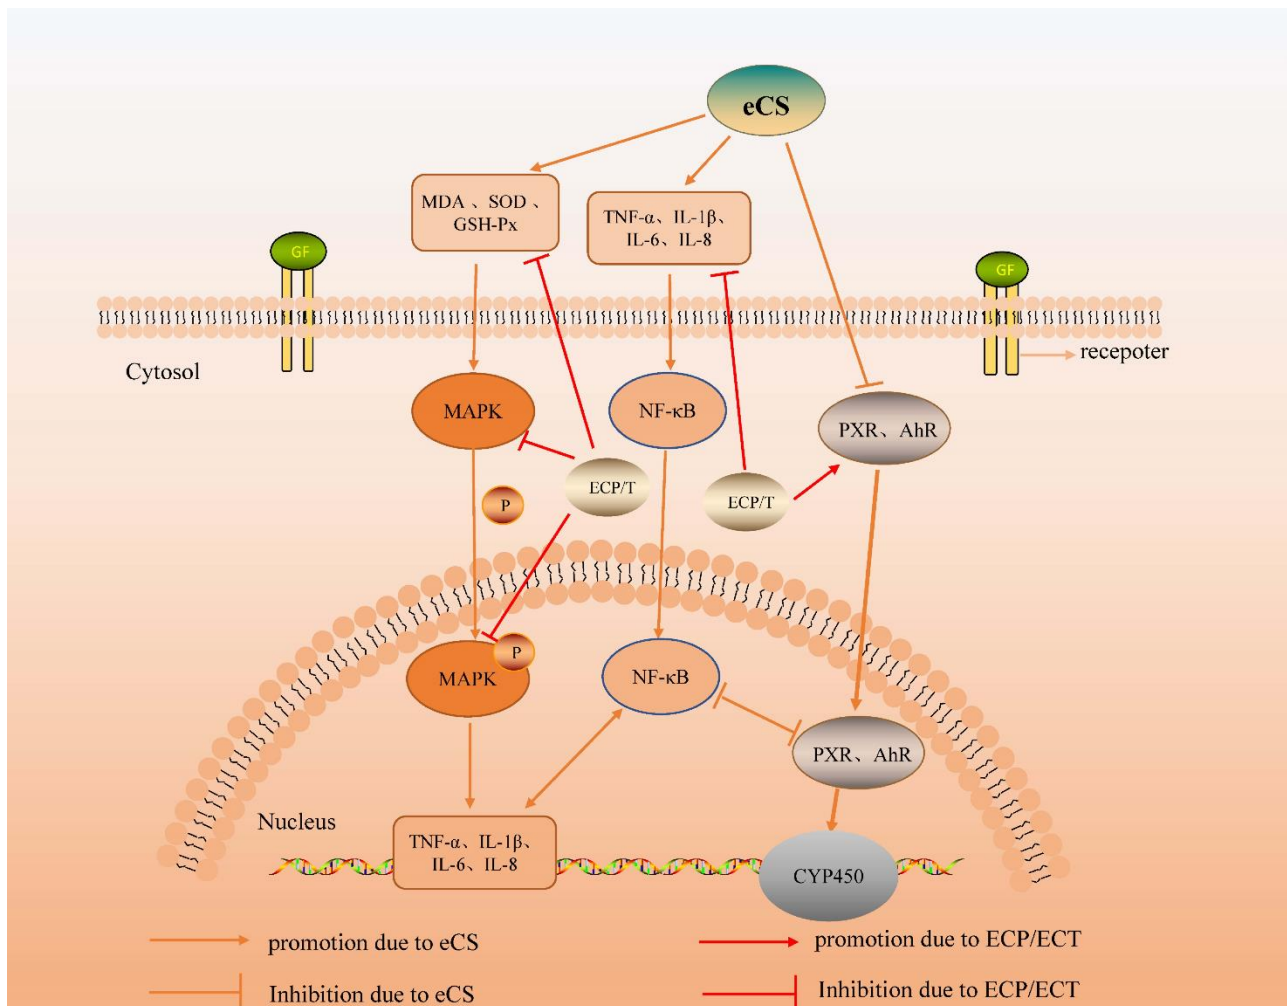 eCS
MDA 、SOD 、
GSH-Px
TNF-α、IL-1β、
IL-6、IL-8
GF
GF
recepoter
Cytosol
MAPK
NF-κB
PXR、AhR
ECP/T
ECP/T
P
P
MAPK
NF-κB
PXR、AhR
Nucleus
TNF-α、IL-1β、
IL-6、IL-8
CYP450
promotion due to eCS
promotion due to ECP/ECT
Inhibition due to eCS
Inhibition due to ECP/ECT